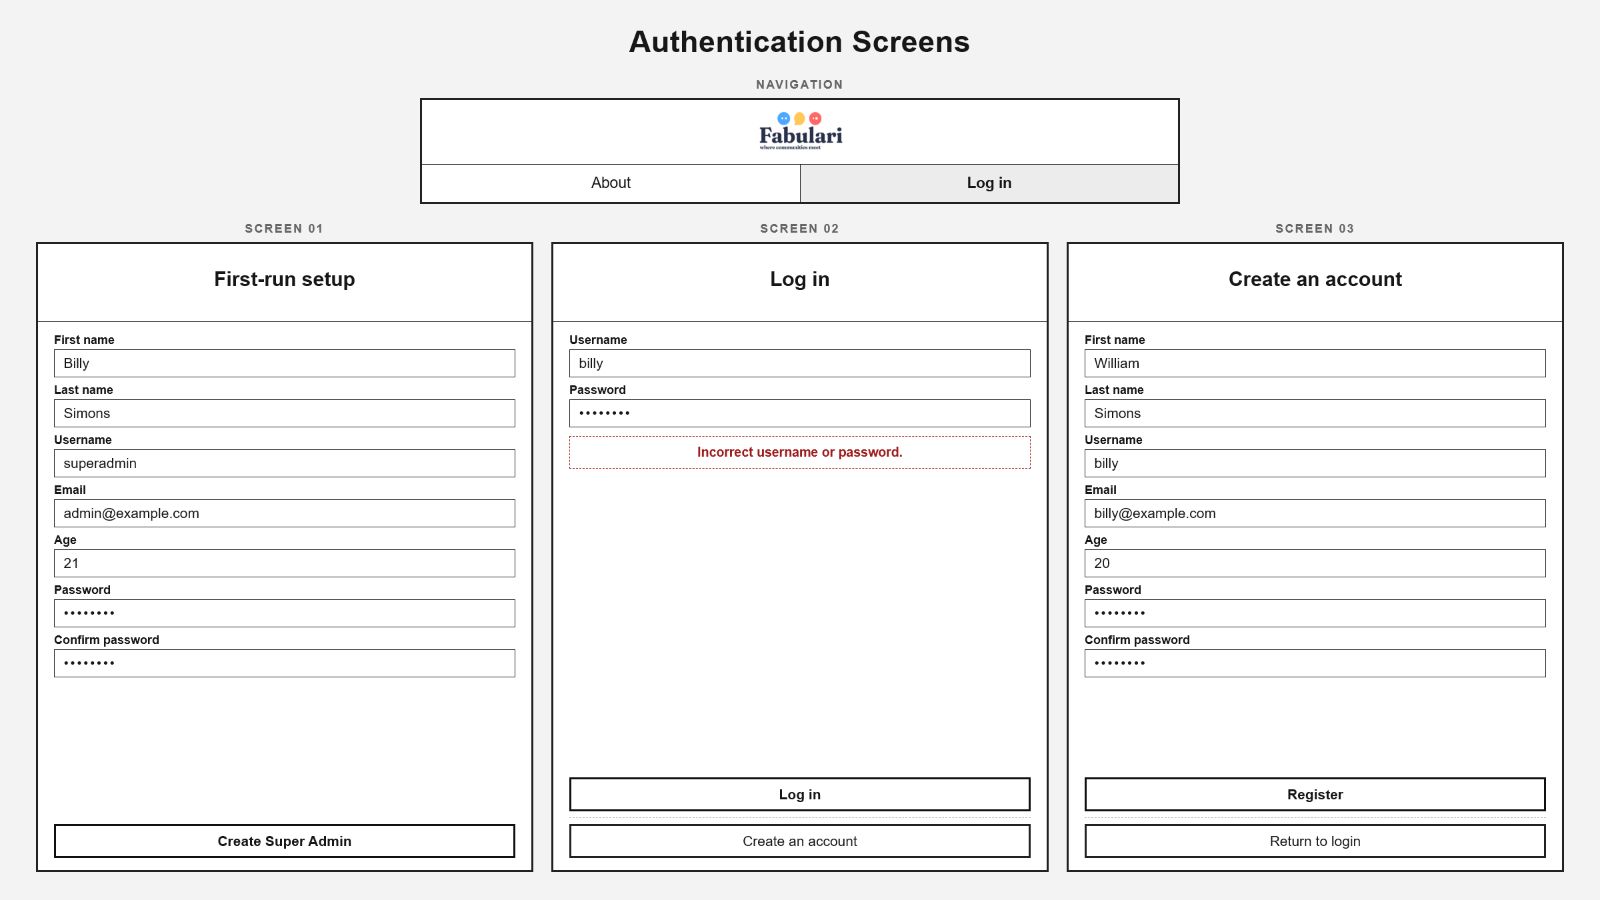 Authentication Screens
NAVIGATION
Fabulari
where communities meet
About
Log in
SCREEN 01
First-run setup
First name
Billy
Last name
Simons
Username
superadmin
Email
admin@example.com
Age
21
Password
••••••••
Confirm password
••••••••
Create Super Admin
SCREEN 02
Log in
Username
billy
Password
••••••••
Incorrect username or password.
Log in
Create an account
SCREEN 03
Create an account
First name
William
Last name
Simons
Username
billy
Email
billy@example.com
Age
20
Password
••••••••
Confirm password
••••••••
Register
Return to login